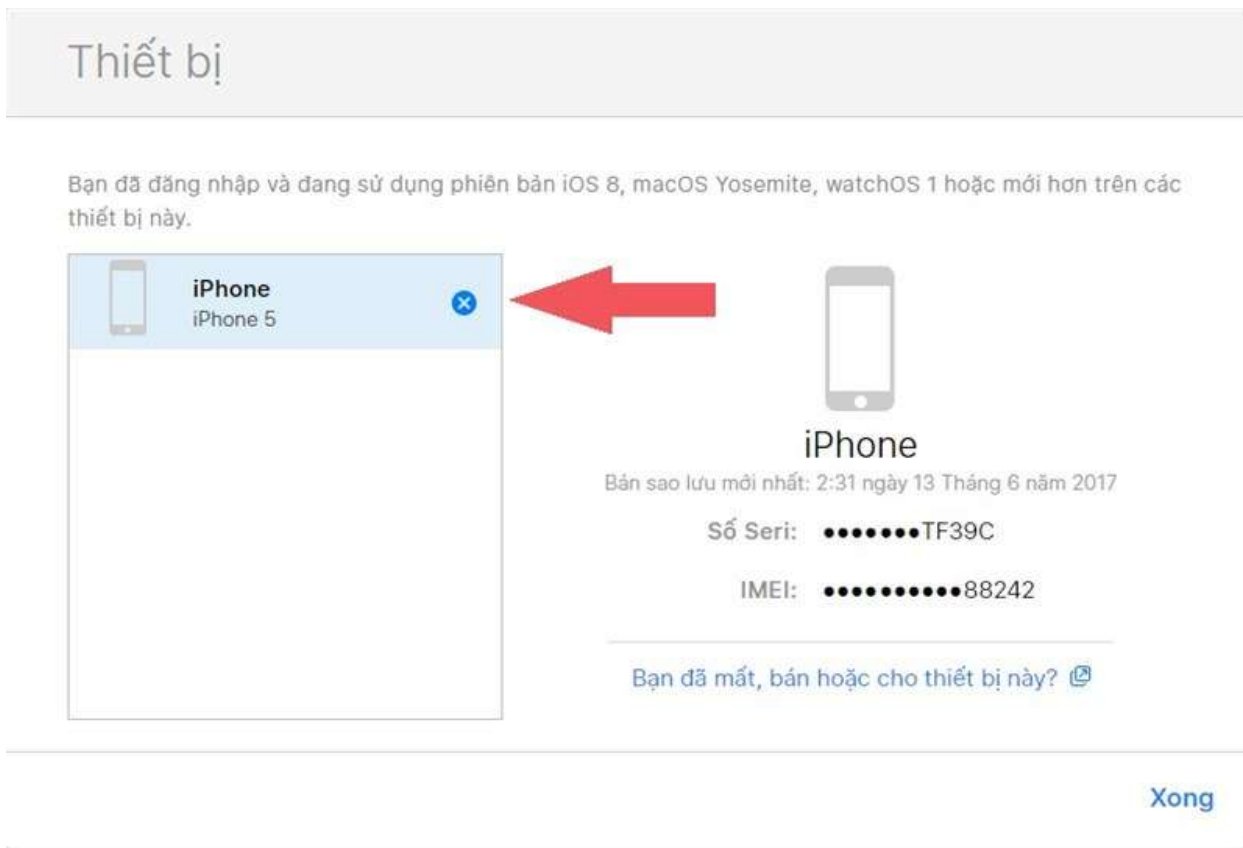 Thiết bị
Bạn đã đăng nhập và đang sử dụng phiên bản iOS 8, macOS Yosemite, watchOS 1 hoặc mới hơn trên các
thiết bị này.
iPhone
iPhone 5
iPhone
Bản sao lưu mới nhất: 2:31 ngày 13 Tháng 6 năm 2017
Số Seri: •••••••TF39C
IMEI: ••••••••••88242
Bạn đã mất, bán hoặc cho thiết bị này?
Xong